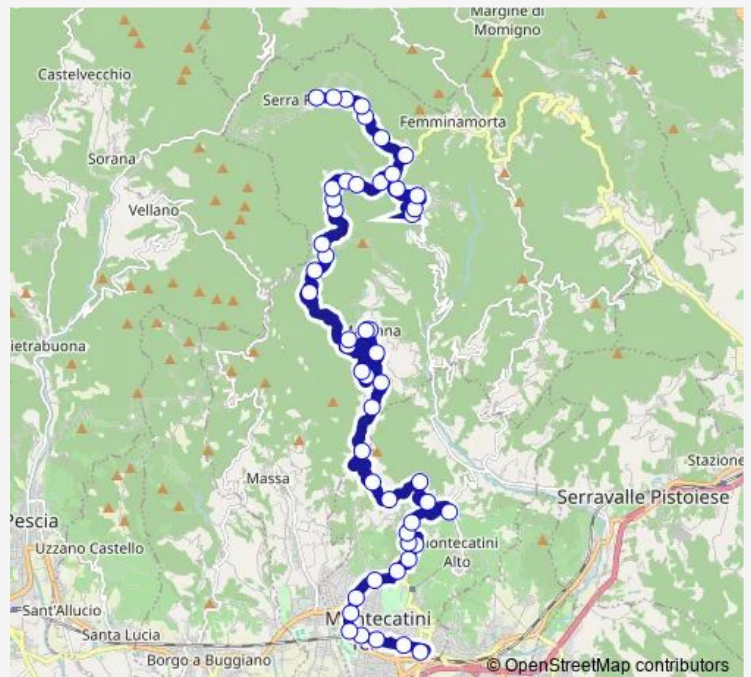 Margine di
Momigno
Castelvecchio
Serra
Femminamorta
Sorana
Vellano
ietrabuona
Massa
Stazione
Serravalle Pistoiese
Pescia
Uzzano Castello
ontecatini
Alto
Sant'Allucio
Montecatini
Santa Lucia
Borgo a Buggiano
© OpenStreetMap contributors